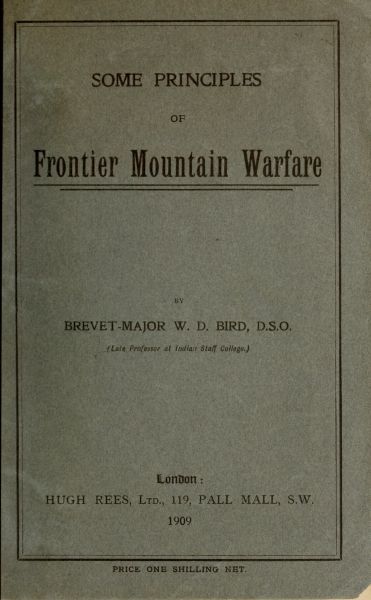 SOME PRINCIPLES
OF
Frontier Mountain Warfare
BY
BREVET-MAJOR W. D. BIRD, D.S.O.
(Late Professor at Indian Staff College.)
London:
HUGH REES, LTD., 119, PALL MALL, S.W.
1909
PRICE ONE SHILLING NET.